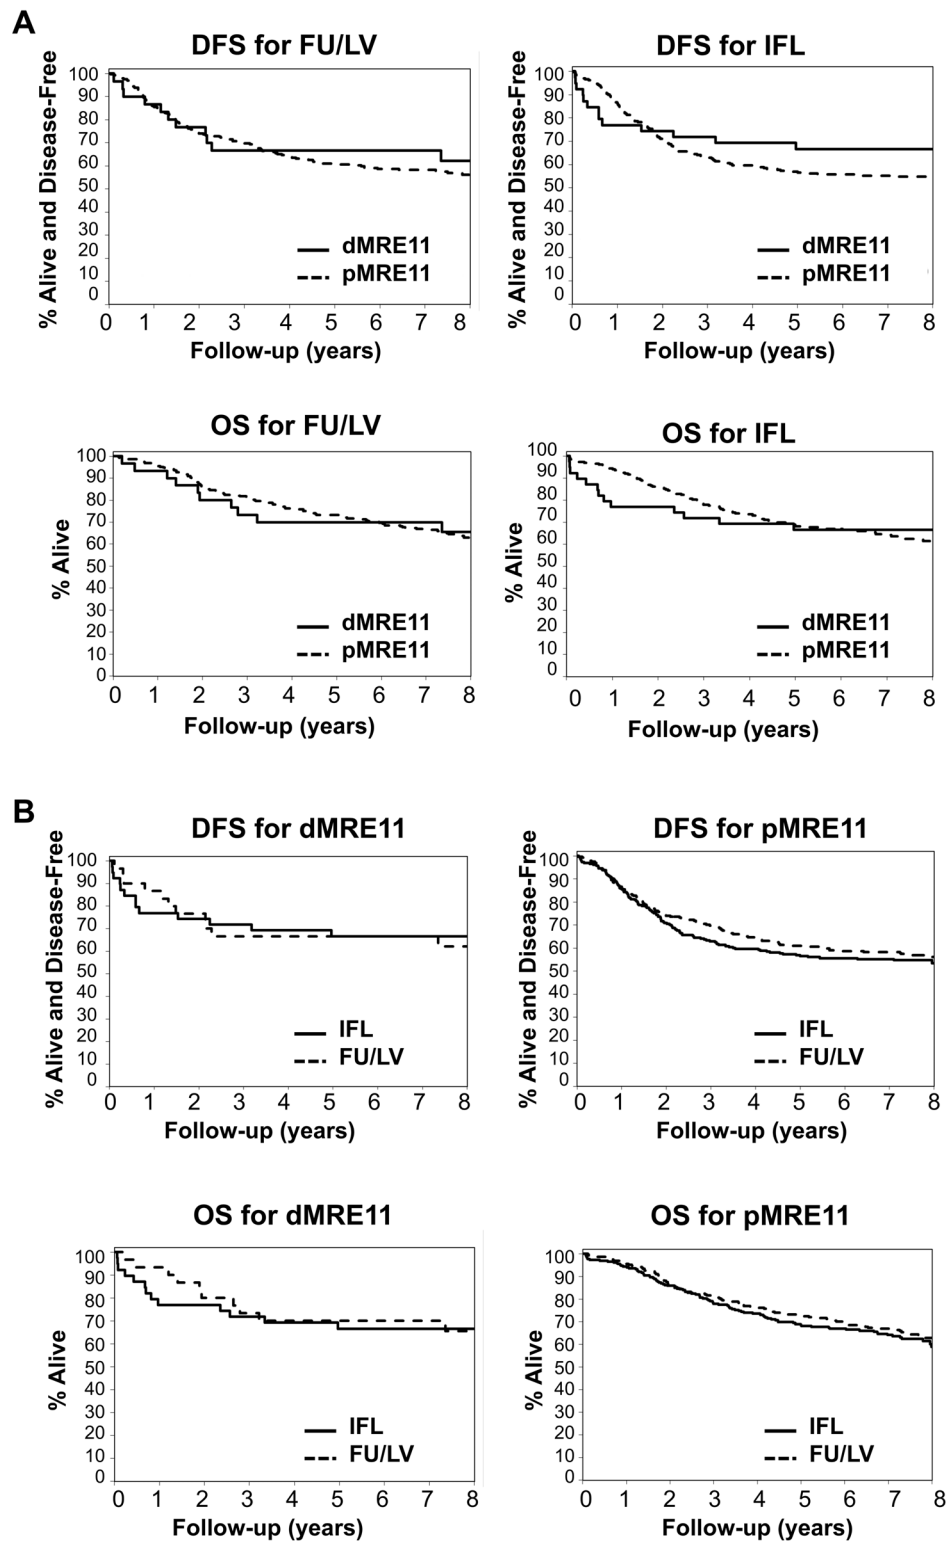 A
DFS for FU/LV
% Alive and Disease-Free
100
90
80
70
60
50
40
30
20
10
0
dMRE11
pMRE11
0 1 2 3 4 5 6 7 8
Follow-up (years)
DFS for IFL
% Alive and Disease-Free
100
90
80
70
60
50
40
30
20
10
0
dMRE11
pMRE11
0 1 2 3 4 5 6 7 8
Follow-up (years)
OS for FU/LV
% Alive
100
90
80
70
60
50
40
30
20
10
0
dMRE11
pMRE11
0 1 2 3 4 5 6 7 8
Follow-up (years)
OS for IFL
% Alive
100
90
80
70
60
50
40
30
20
10
0
dMRE11
pMRE11
0 1 2 3 4 5 6 7 8
Follow-up (years)
B
DFS for dMRE11
% Alive and Disease-Free
100
90
80
70
60
50
40
30
20
10
0
IFL
FU/LV
0 1 2 3 4 5 6 7 8
Follow-up (years)
DFS for pMRE11
% Alive and Disease-Free
100
90
80
70
60
50
40
30
20
10
0
IFL
FU/LV
0 1 2 3 4 5 6 7 8
Follow-up (years)
OS for dMRE11
% Alive
100
90
80
70
60
50
40
30
20
10
0
IFL
FU/LV
0 1 2 3 4 5 6 7 8
Follow-up (years)
OS for pMRE11
% Alive
100
90
80
70
60
50
40
30
20
10
0
IFL
FU/LV
0 1 2 3 4 5 6 7 8
Follow-up (years)